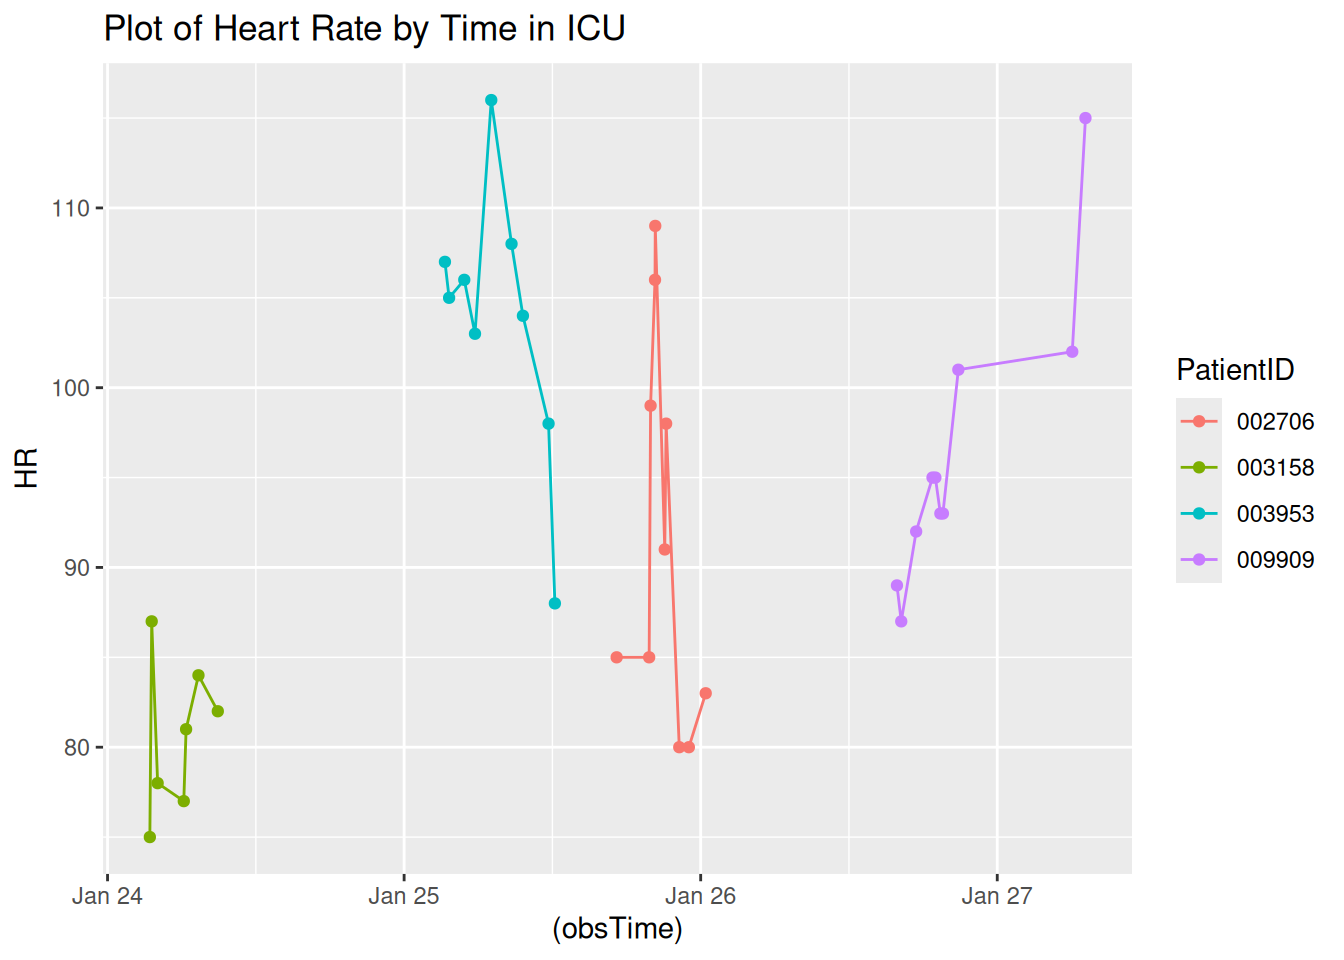 Plot of Heart Rate by Time in ICU
HR
110
100
90
80
Jan 24 Jan 25 Jan 26 Jan 27
(obsTime)
PatientID
002706
003158
003953
009909